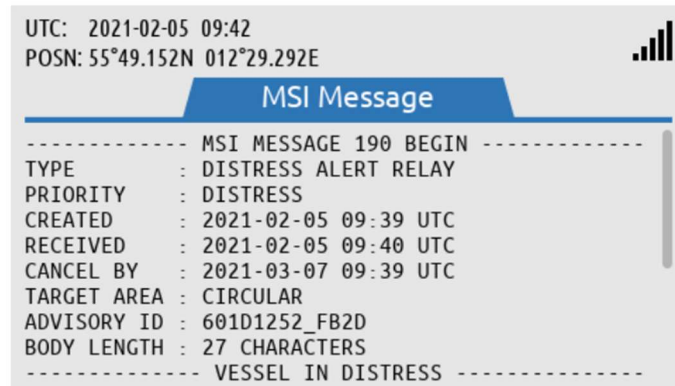 UTC: 2021-02-05 09:42
POSN: 55°49.152N 012°29.292E
MSI Message
------------- MSI MESSAGE 190 BEGIN -------------
TYPE : DISTRESS ALERT RELAY
PRIORITY : DISTRESS
CREATED : 2021-02-05 09:39 UTC
RECEIVED : 2021-02-05 09:40 UTC
CANCEL BY : 2021-03-07 09:39 UTC
TARGET AREA : CIRCULAR
ADVISORY ID : 601D1252_FB2D
BODY LENGTH : 27 CHARACTERS
-------------- VESSEL IN DISTRESS ---------------